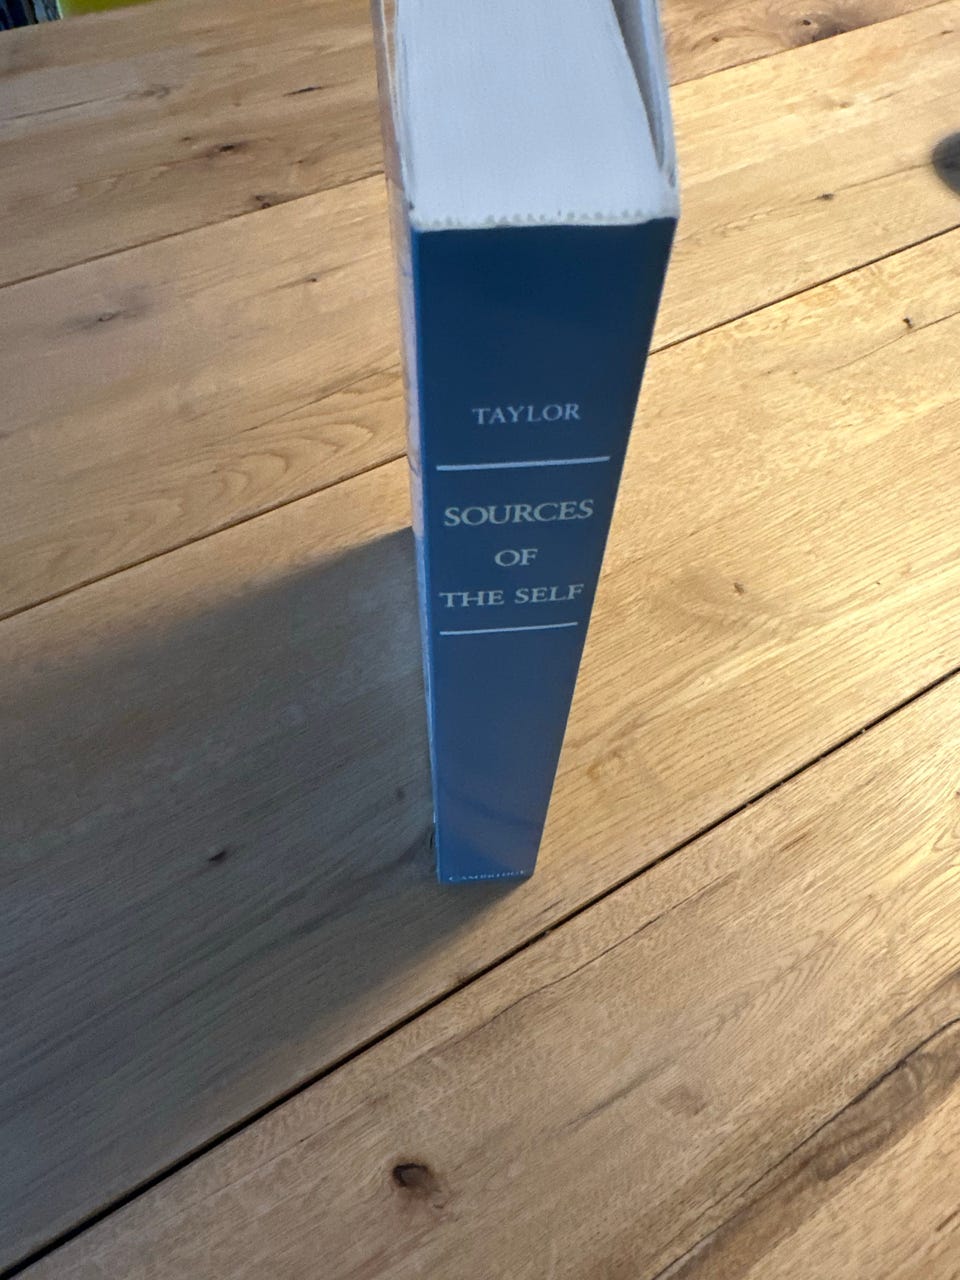 TAYLOR
SOURCES
OF
THE SELF
CAMBRIDGE